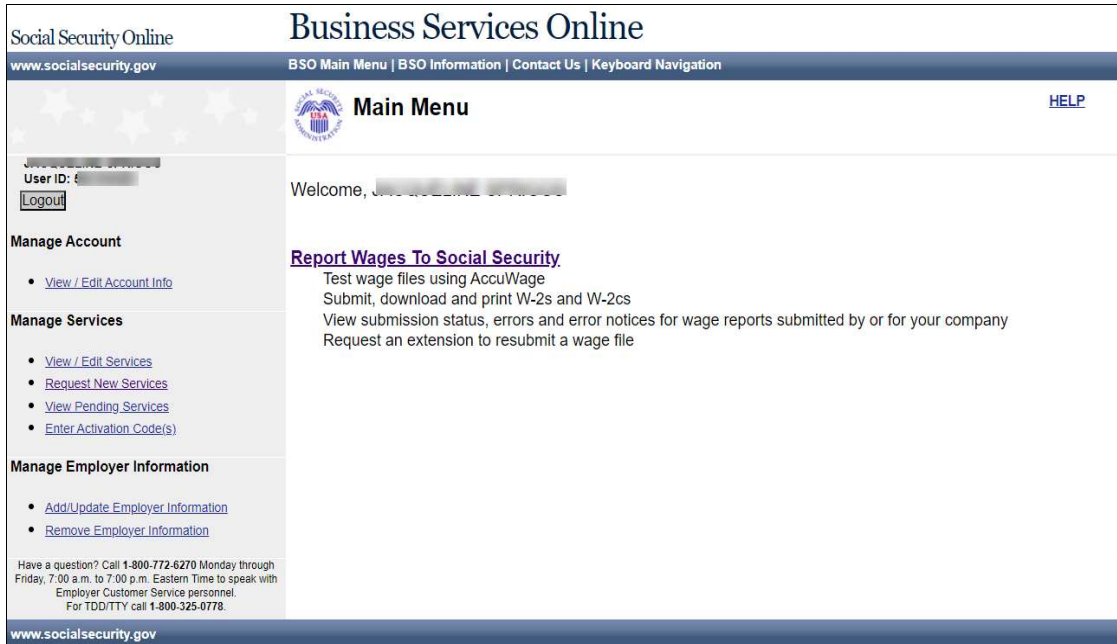 Social Security Online
Business Services Online
www.socialsecurity.gov
BSO Main Menu | BSO Information | Contact Us | Keyboard Navigation
SOCIAL SECURITY ADMINISTRATION
USA
Main Menu
HELP
User ID:
Logout
Welcome,
Manage Account
• View / Edit Account Info
Manage Services
• View / Edit Services
• Request New Services
• View Pending Services
• Enter Activation Code(s)
Manage Employer Information
• Add/Update Employer Information
• Remove Employer Information
Have a question? Call 1-800-772-6270 Monday through
Friday, 7:00 a.m. to 7:00 p.m. Eastern Time to speak with
Employer Customer Service personnel.
For TDD/TTY call 1-800-325-0778.
Report Wages To Social Security
Test wage files using AccuWage
Submit, download and print W-2s and W-2cs
View submission status, errors and error notices for wage reports submitted by or for your company
Request an extension to resubmit a wage file
www.socialsecurity.gov